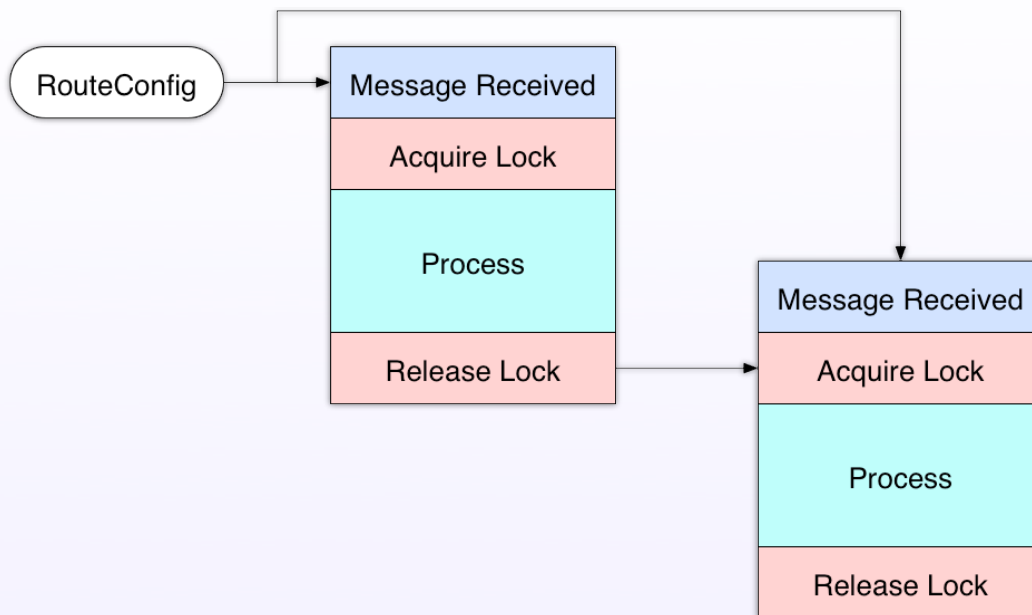 RouteConfig
Message Received
Acquire Lock
Process
Release Lock
Message Received
Acquire Lock
Process
Release Lock